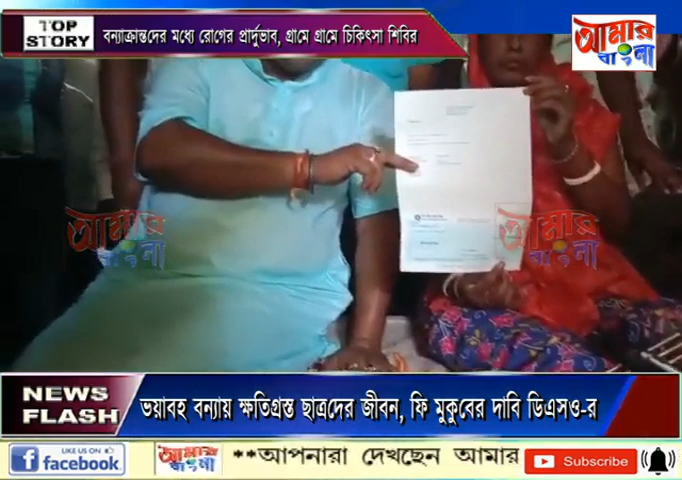 TOP STORY
বন্যাক্রান্তদের মধ্যে রোগের প্রার্দুভাব, গ্রামে গ্রামে চিকিৎসা শিবির
আমার
বাংলা
আমার
বাংলা
আমার
বাংলা
NEWS FLASH
ভয়াবহ বন্যায় ক্ষতিগ্রস্ত ছাত্রদের জীবন, ফি মুকুবের দাবি ডিএসও-র
LIKE US ON
facebook
আমার
বাংলা
**আপনারা দেখছেন আমার
Subscribe